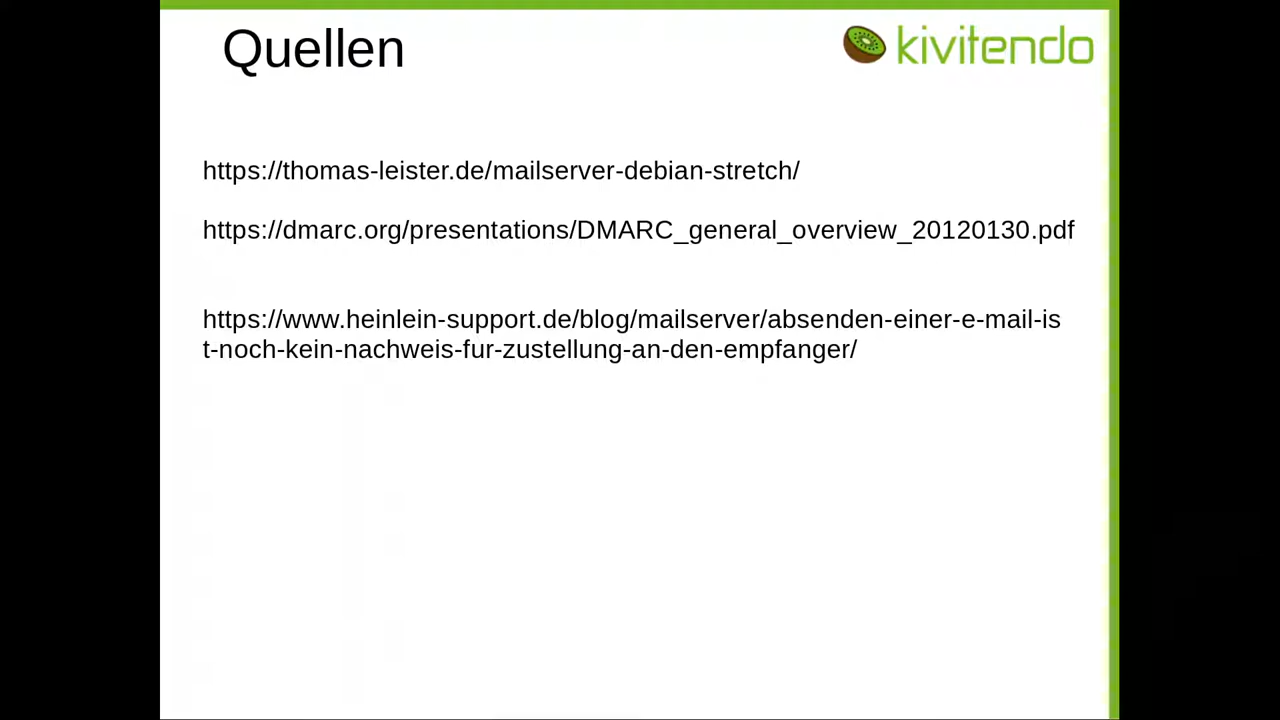 Quellen
kivitendo
https://thomas-leister.de/mailserver-debian-stretch/
https://dmarc.org/presentations/DMARC_general_overview_20120130.pdf
https://www.heinlein-support.de/blog/mailserver/absenden-einer-e-mail-is
t-noch-kein-nachweis-fur-zustellung-an-den-empfanger/